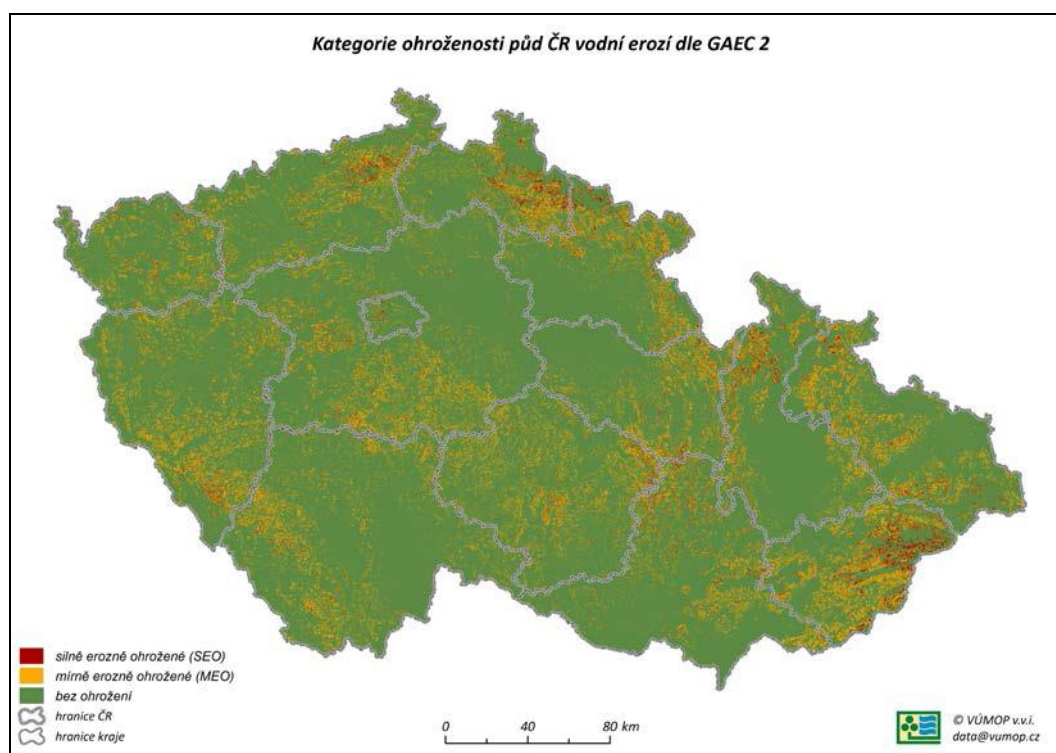 Kategorie ohroženosti půd ČR vodní erozí dle GAEC 2
silně erozně ohrožené (SEO)
mírně erozně ohrožené (MEO)
bez ohrožení
hranice ČR
hranice kraje
0 40 80 km
© VÚMOP v.v.i.
data@vumop.cz